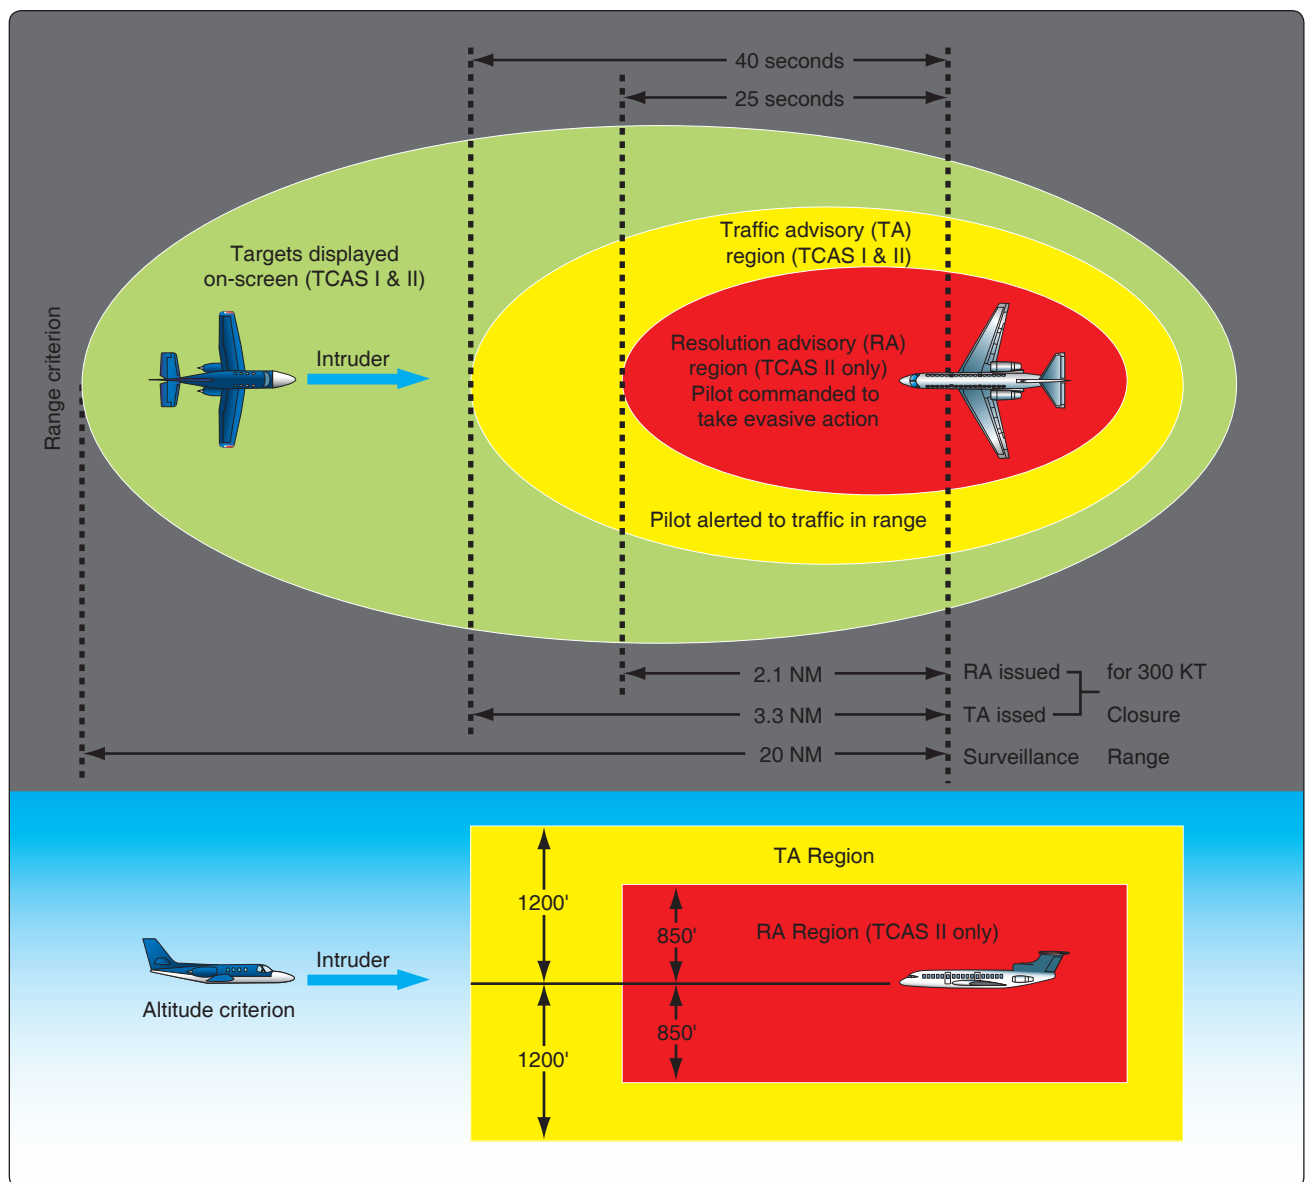 40 seconds
25 seconds
Traffic advisory (TA)
region (TCAS I & II)
Targets displayed
on-screen (TCAS I & II)
Range criterion
Intruder
Resolution advisory (RA)
region (TCAS II only)
Pilot commanded to
take evasive action
Pilot alerted to traffic in range
2.1 NM RA issued for 300 KT
3.3 NM TA issed Closure
20 NM Surveillance Range
TA Region
1200'
850'
RA Region (TCAS II only)
Intruder
Altitude criterion
850'
1200'